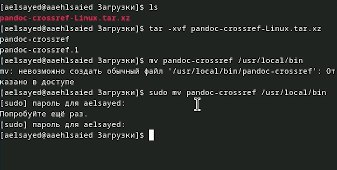 [aelsayed@aaehlsaied Загрузки]$ ls
pandoc-crossref-Linux.tar.xz
[aelsayed@aaehlsaied Загрузки]$ tar -xvf pandoc-crossref-Linux.tar.xz
pandoc-crossref
pandoc-crossref.1
[aelsayed@aaehlsaied Загрузки]$ mv pandoc-crossref /usr/local/bin
mv: невозможно создать обычный файл '/usr/local/bin/pandoc-crossref': От
казано в доступе
[aelsayed@aaehlsaied Загрузки]$ sudo mv pandoc-crossref /usr/local/bin
[sudo] пароль для aelsayed:
Попробуйте ещё раз.
[sudo] пароль для aelsayed:
[aelsayed@aaehlsaied Загрузки]$